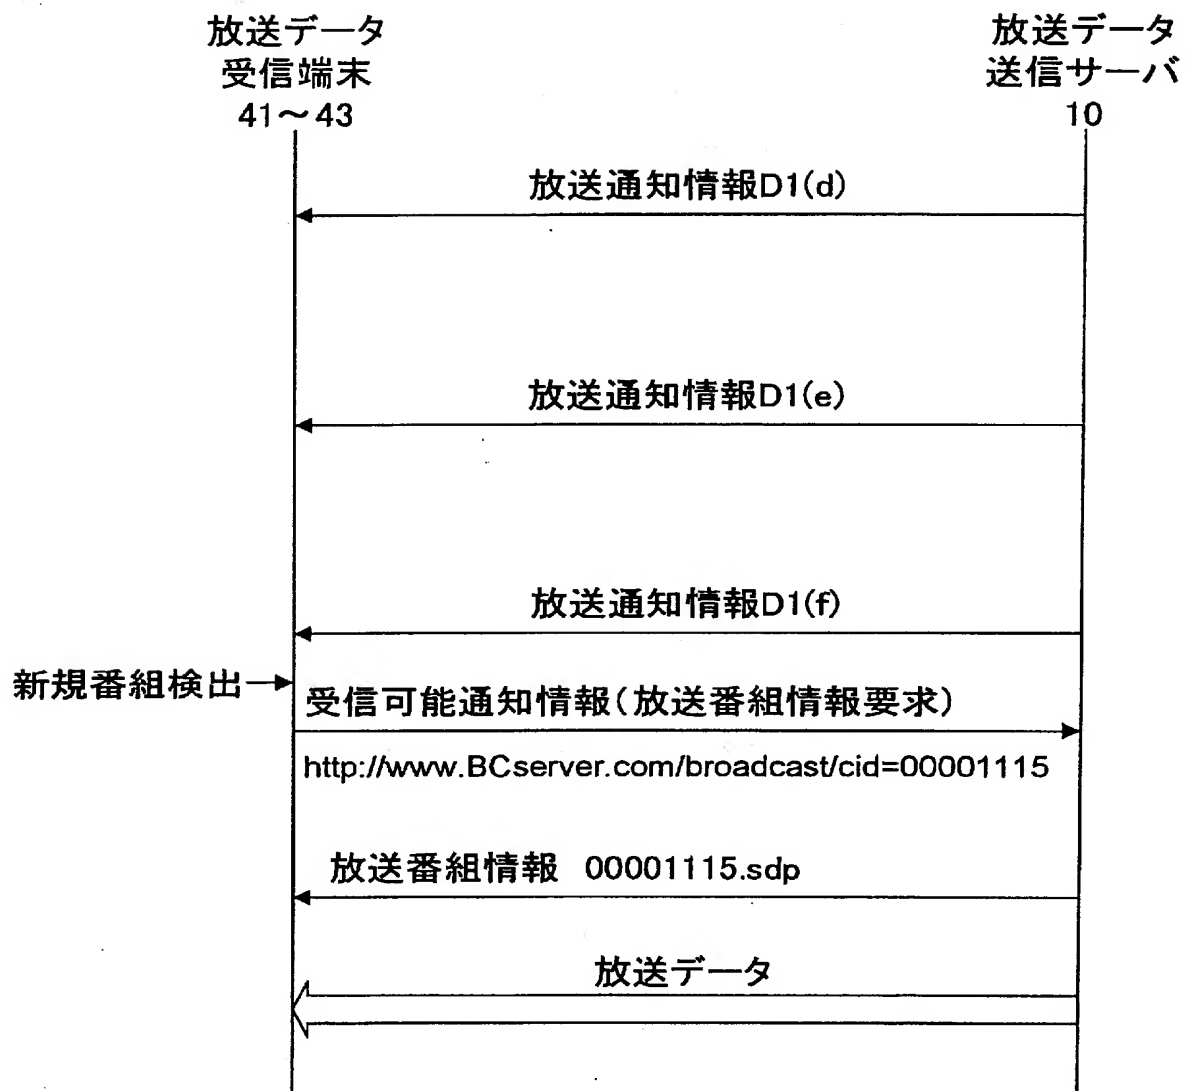 放送データ
受信端末
41～43
放送データ
送信サーバ
10
放送通知情報D1(d)
放送通知情報D1(e)
放送通知情報D1(f)
新規番組検出
受信可能通知情報(放送番組情報要求)
http://www.BCserver.com/broadcast/cid=00001115
放送番組情報 00001115.sdp
放送データ